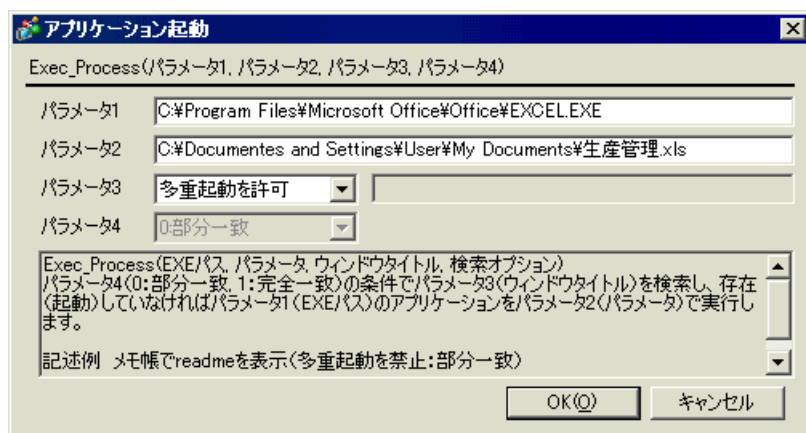 アプリケーション起動
Exec_Process(パラメータ1, パラメータ2, パラメータ3, パラメータ4)
パラメータ1 C:¥Program Files¥Microsoft Office¥Office¥EXCEL.EXE
パラメータ2 C:¥Documentes and Settings¥User¥My Documents¥生産管理.xls
パラメータ3 多重起動を許可
パラメータ4 0:部分一致
Exec_Process(EXEパス, パラメータ, ウィンドウタイトル, 検索オプション)
パラメータ4(0:部分一致, 1:完全一致)の条件でパラメータ3(ウィンドウタイトル)を検索し、存在
(起動)していなければパラメータ1(EXEパス)のアプリケーションをパラメータ2(パラメータ)で実行し
ます。
記述例 メモ帳でreadmeを表示(多重起動を禁止:部分一致)
OK(O) キャンセル